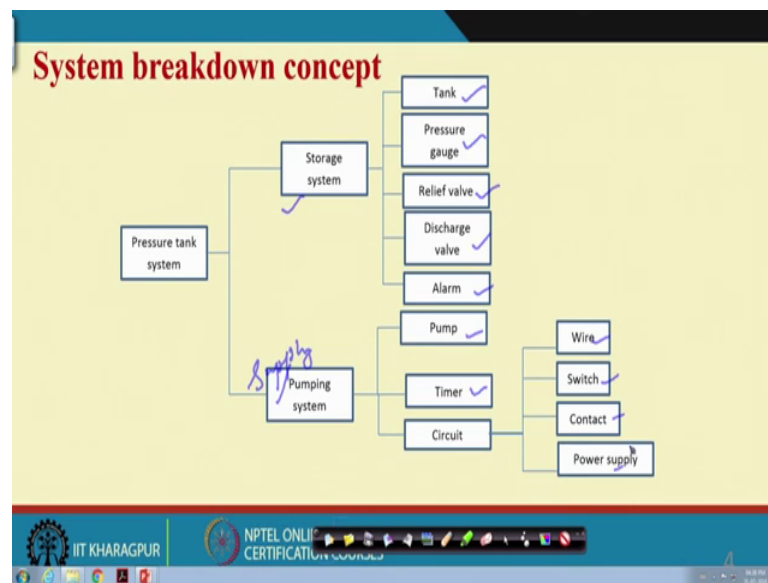 System breakdown concept
Tank
Pressure
gauge
Storage
system
Relief valve
Discharge
valve
Pressure tank
system
Alarm
Pump
Supply
Pumping
system
Timer
Circuit
Wire
Switch
Contact
Power supply
IIT KHARAGPUR
NPTEL ONLI
CERTIFICATION COURSES
4